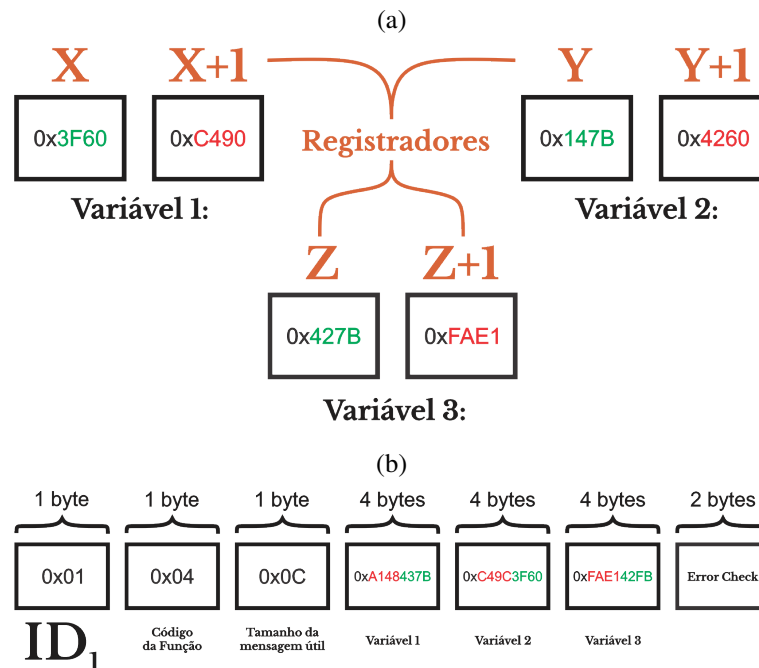 (a)
X X+1 Y Y+1
0x3F60 0xC490 0x147B 0x4260
Registradores
Variável 1: Variável 2:
Z Z+1
0x427B 0xFAE1
Variável 3:
(b)
1 byte 1 byte 1 byte 4 bytes 4 bytes 4 bytes 2 bytes
0x01 0x04 0x0C 0xA148437B 0xC49C3F60 0xFAE142FB Error Check
ID1 Código da Função Tamanho da mensagem útil Variável 1 Variável 2 Variável 3